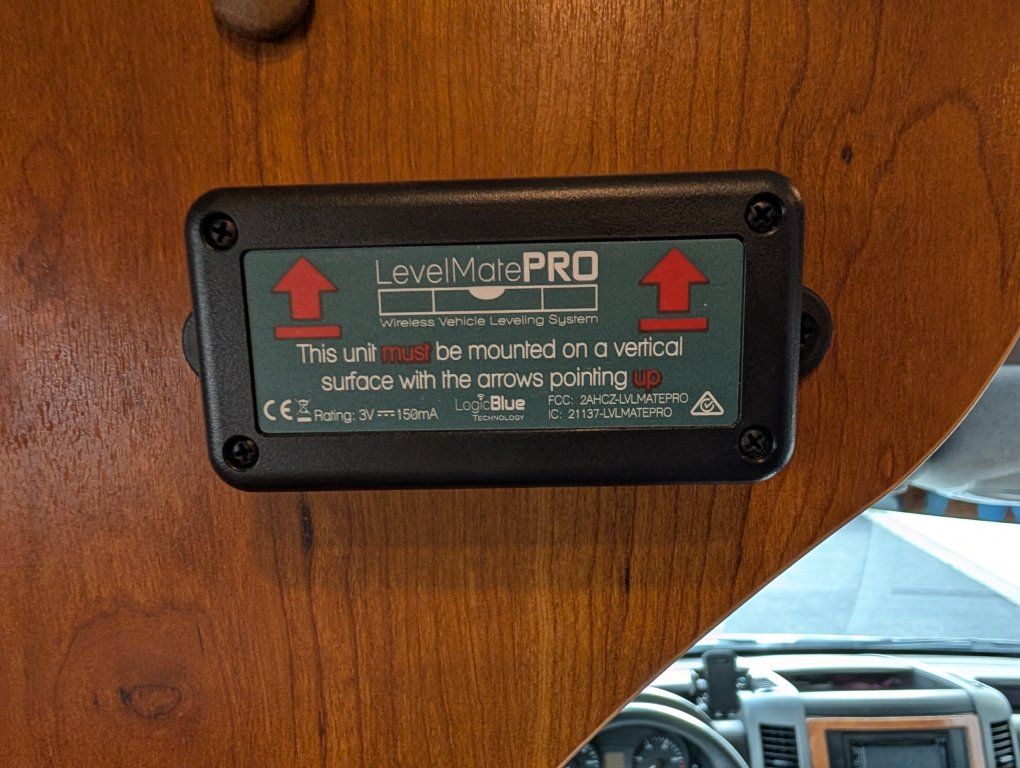 LevelMatePRO
Wireless Vehicle Leveling System
This unit must be mounted on a vertical
surface with the arrows pointing up
CE Rating: 3V ⎓ 150mA
LogicBlue
TECHNOLOGY
FCC: 2AHCZ-LVLMATEPRO
IC: 21137-LVLMATEPRO